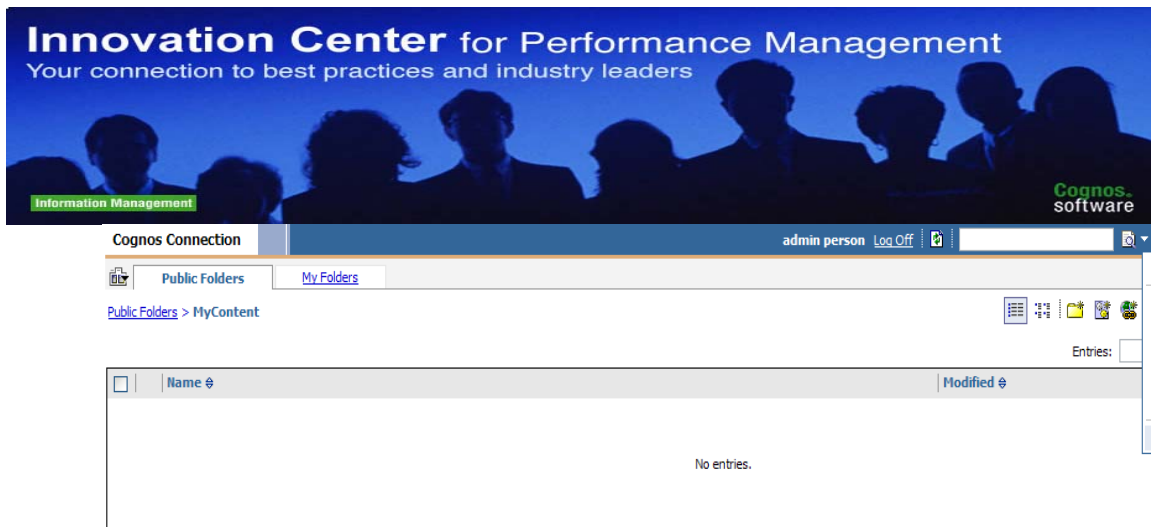 Innovation Center for Performance Management
Your connection to best practices and industry leaders
Information Management
Cognos.
software
Cognos Connection
admin person Log Off
Public Folders My Folders
Public Folders > MyContent
Entries:
Name Modified
No entries.